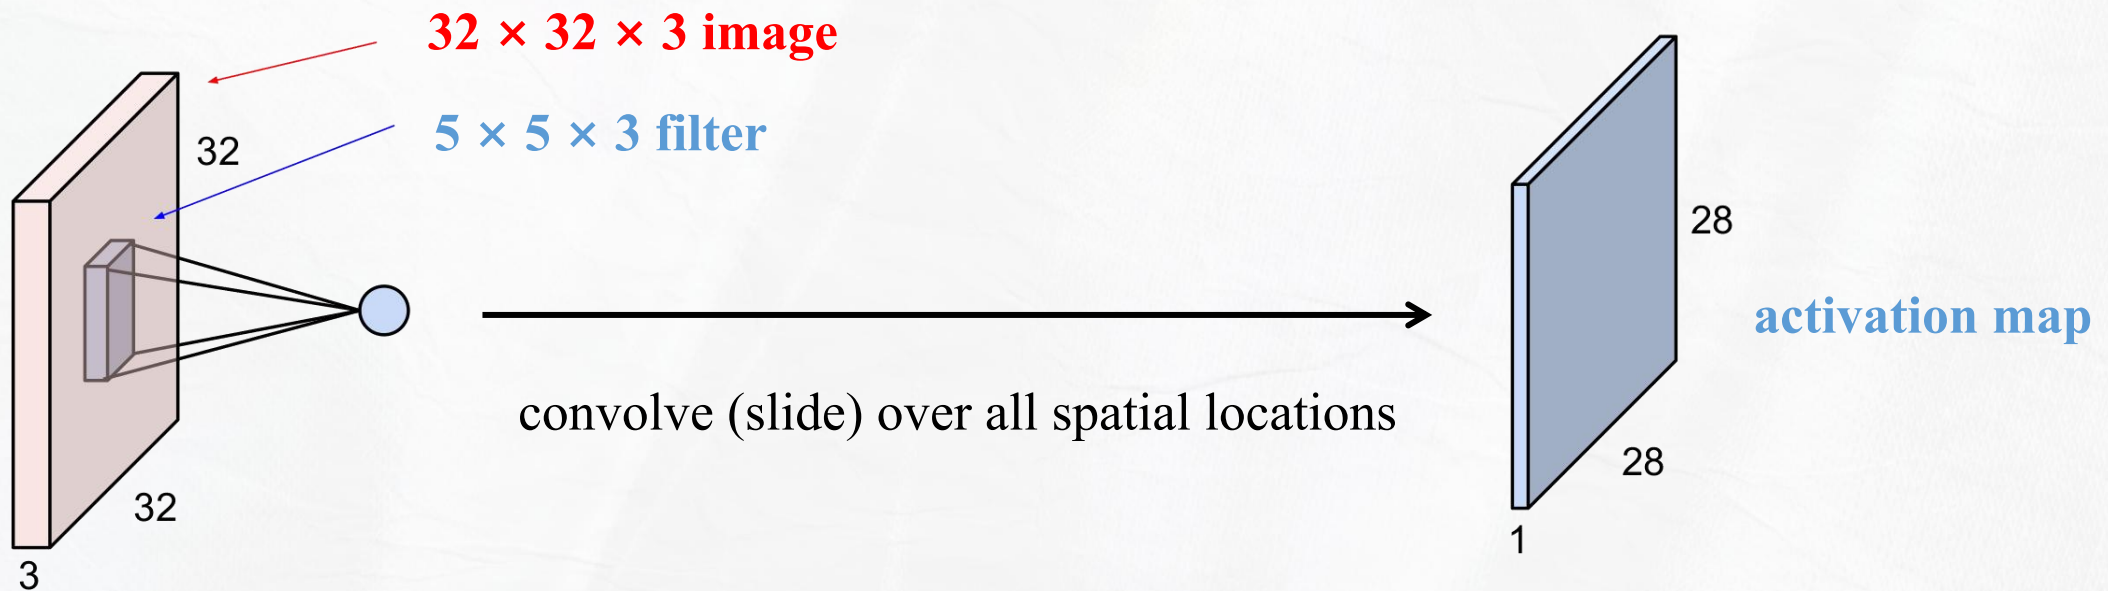 32 × 32 × 3 image
5 × 5 × 3 filter
32
32
3
convolve (slide) over all spatial locations
28
28
1
activation map